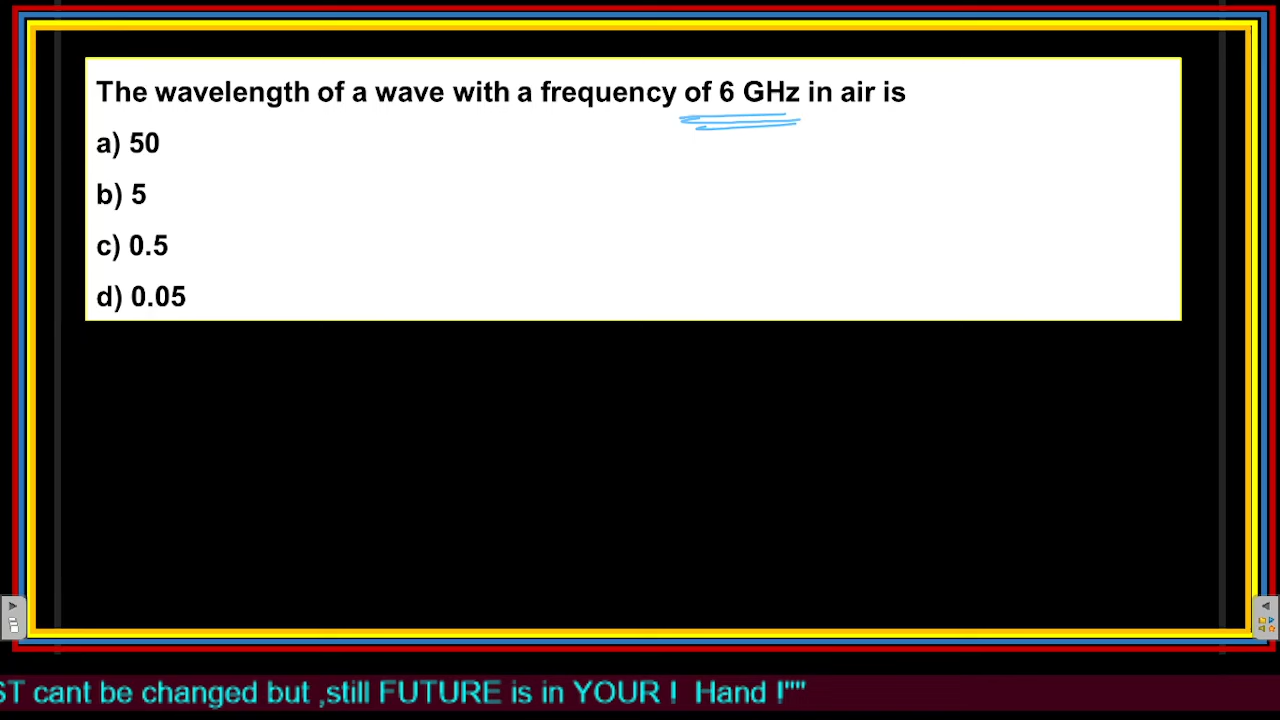 The wavelength of a wave with a frequency of 6 GHz in air is
a) 50
b) 5
c) 0.5
d) 0.05
ST cant be changed but ,still FUTURE is in YOUR ! Hand !""